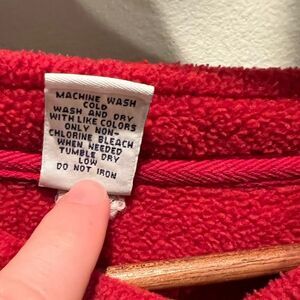 MACHINE WASH
COLD
WASH AND DRY
WITH LIKE COLORS
ONLY NON-
CHLORINE BLEACH
WHEN NEEDED
TUMBLE DRY
LOW
DO NOT IRON